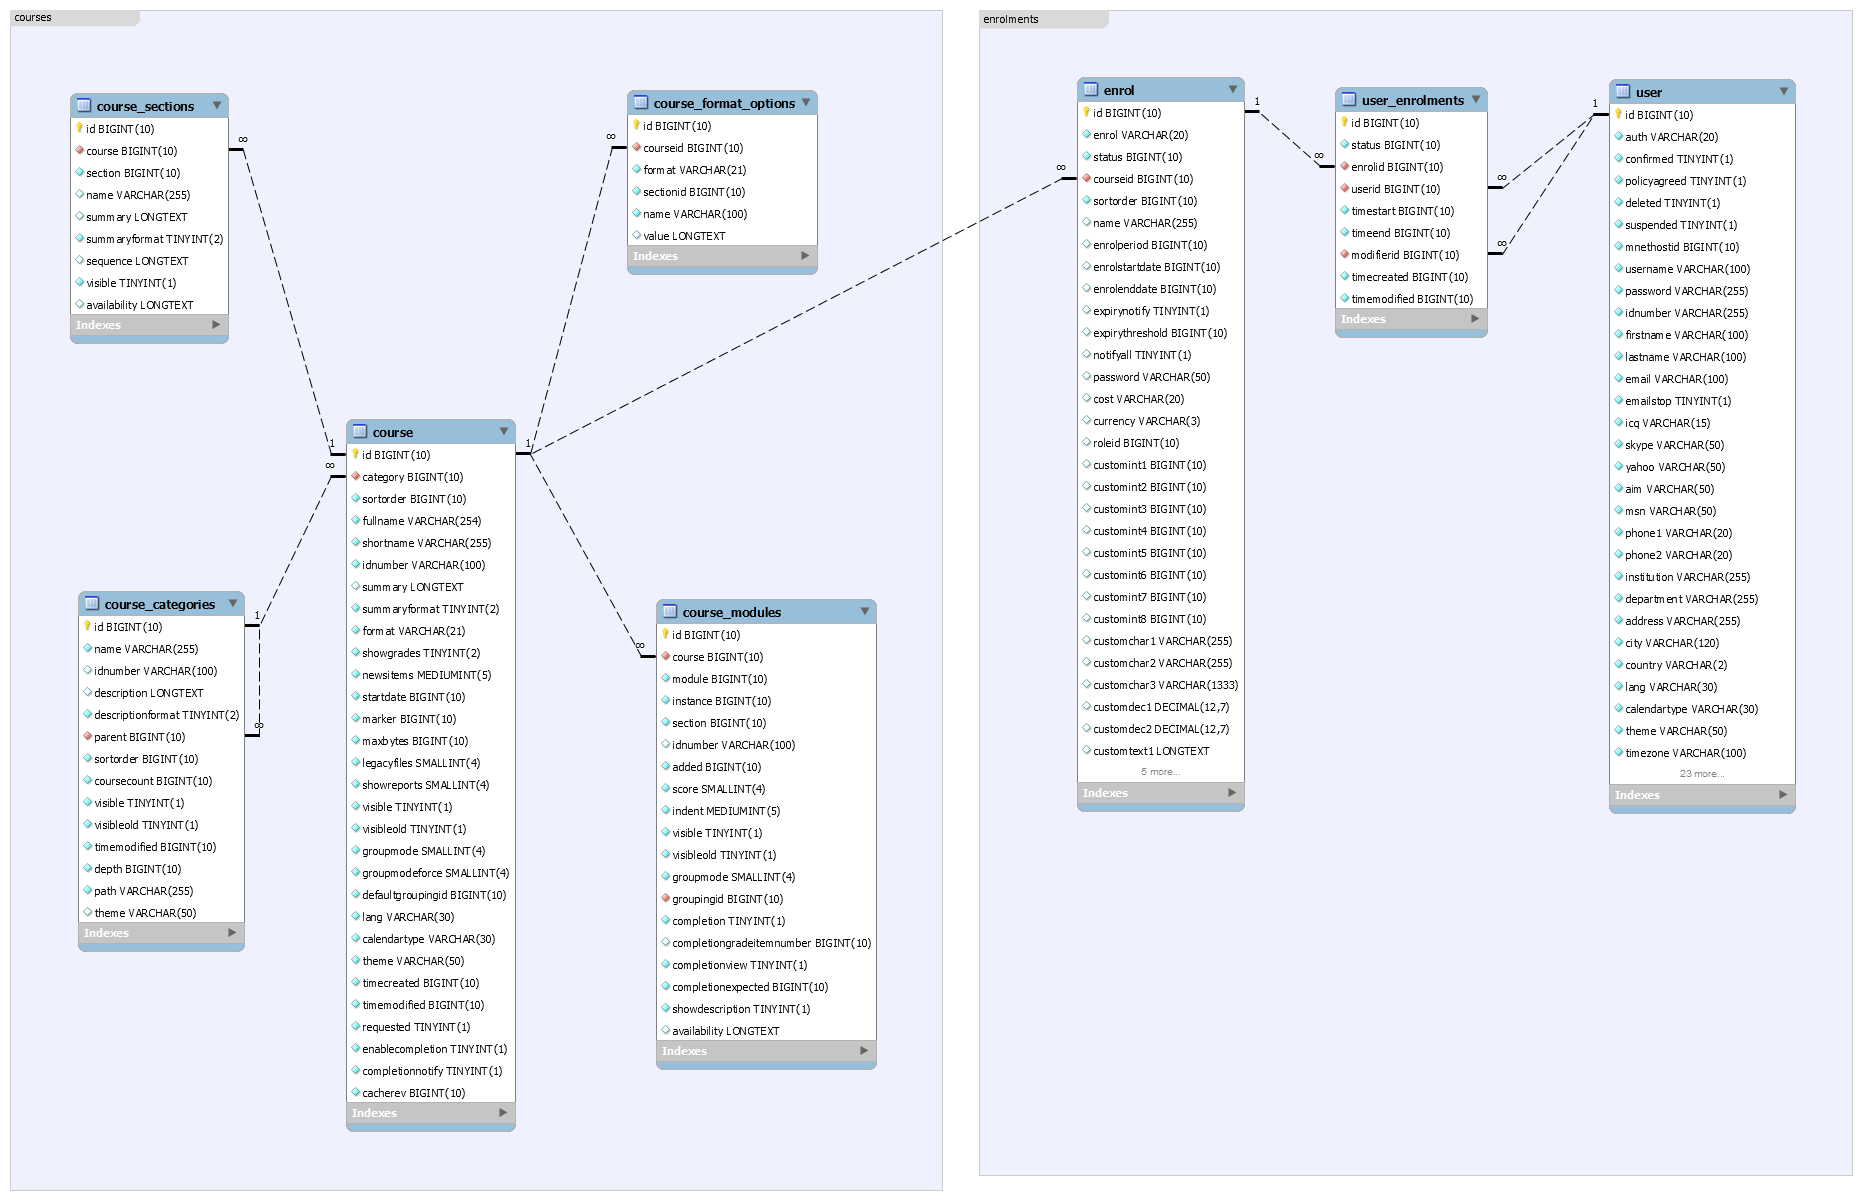 courses
course_sections
id BIGINT(10)
course BIGINT(10)
section BIGINT(10)
name VARCHAR(255)
summary LONGTEXT
summaryformat TINYINT(2)
sequence LONGTEXT
visible TINYINT(1)
availability LONGTEXT
Indexes
∞
1
course_format_options
id BIGINT(10)
courseid BIGINT(10)
format VARCHAR(21)
sectionid BIGINT(10)
name VARCHAR(100)
value LONGTEXT
Indexes
∞
1
course
id BIGINT(10)
category BIGINT(10)
sortorder BIGINT(10)
fullname VARCHAR(254)
shortname VARCHAR(255)
idnumber VARCHAR(100)
summary LONGTEXT
summaryformat TINYINT(2)
format VARCHAR(21)
showgrades TINYINT(2)
newsitems MEDIUMINT(5)
startdate BIGINT(10)
marker BIGINT(10)
maxbytes BIGINT(10)
legacyfiles SMALLINT(4)
showreports SMALLINT(4)
visible TINYINT(1)
visibleold TINYINT(1)
groupmode SMALLINT(4)
groupmodeforce SMALLINT(4)
defaultgroupingid BIGINT(10)
lang VARCHAR(30)
calendartype VARCHAR(30)
theme VARCHAR(50)
timecreated BIGINT(10)
timemodified BIGINT(10)
requested TINYINT(1)
enablecompletion TINYINT(1)
completionnotify TINYINT(1)
cacherev BIGINT(10)
Indexes
∞
1
∞
course_categories
id BIGINT(10)
name VARCHAR(255)
idnumber VARCHAR(100)
description LONGTEXT
descriptionformat TINYINT(2)
parent BIGINT(10)
sortorder BIGINT(10)
coursecount BIGINT(10)
visible TINYINT(1)
visibleold TINYINT(1)
timemodified BIGINT(10)
depth BIGINT(10)
path VARCHAR(255)
theme VARCHAR(50)
Indexes
∞
course_modules
id BIGINT(10)
course BIGINT(10)
module BIGINT(10)
instance BIGINT(10)
section BIGINT(10)
idnumber VARCHAR(100)
added BIGINT(10)
score SMALLINT(4)
indent MEDIUMINT(5)
visible TINYINT(1)
visibleold TINYINT(1)
groupmode SMALLINT(4)
groupingid BIGINT(10)
completion TINYINT(1)
completiongradeitemnumber BIGINT(10)
completionview TINYINT(1)
completionexpected BIGINT(10)
showdescription TINYINT(1)
availability LONGTEXT
Indexes
enrolments
∞
enrol
id BIGINT(10)
enrol VARCHAR(20)
status BIGINT(10)
courseid BIGINT(10)
sortorder BIGINT(10)
name VARCHAR(255)
enrolperiod BIGINT(10)
enrolstartdate BIGINT(10)
enrolenddate BIGINT(10)
expirynotify TINYINT(1)
expirythreshold BIGINT(10)
notifyall TINYINT(1)
password VARCHAR(50)
cost VARCHAR(20)
currency VARCHAR(3)
roleid BIGINT(10)
customint1 BIGINT(10)
customint2 BIGINT(10)
customint3 BIGINT(10)
customint4 BIGINT(10)
customint5 BIGINT(10)
customint6 BIGINT(10)
customint7 BIGINT(10)
customint8 BIGINT(10)
customchar1 VARCHAR(255)
customchar2 VARCHAR(255)
customchar3 VARCHAR(1333)
customdec1 DECIMAL(12,7)
customdec2 DECIMAL(12,7)
customtext1 LONGTEXT
5 more...
Indexes
1
∞
user_enrolments
id BIGINT(10)
status BIGINT(10)
enrolid BIGINT(10)
userid BIGINT(10)
timestart BIGINT(10)
timeend BIGINT(10)
modifierid BIGINT(10)
timecreated BIGINT(10)
timemodified BIGINT(10)
Indexes
1
∞
∞
user
id BIGINT(10)
auth VARCHAR(20)
confirmed TINYINT(1)
policyagreed TINYINT(1)
deleted TINYINT(1)
suspended TINYINT(1)
mnethostid BIGINT(10)
username VARCHAR(100)
password VARCHAR(255)
idnumber VARCHAR(255)
firstname VARCHAR(100)
lastname VARCHAR(100)
email VARCHAR(100)
emailstop TINYINT(1)
icq VARCHAR(15)
skype VARCHAR(50)
yahoo VARCHAR(50)
aim VARCHAR(50)
msn VARCHAR(50)
phone1 VARCHAR(20)
phone2 VARCHAR(20)
institution VARCHAR(255)
department VARCHAR(255)
address VARCHAR(255)
city VARCHAR(120)
country VARCHAR(2)
lang VARCHAR(30)
calendartype VARCHAR(30)
theme VARCHAR(50)
timezone VARCHAR(100)
23 more...
Indexes